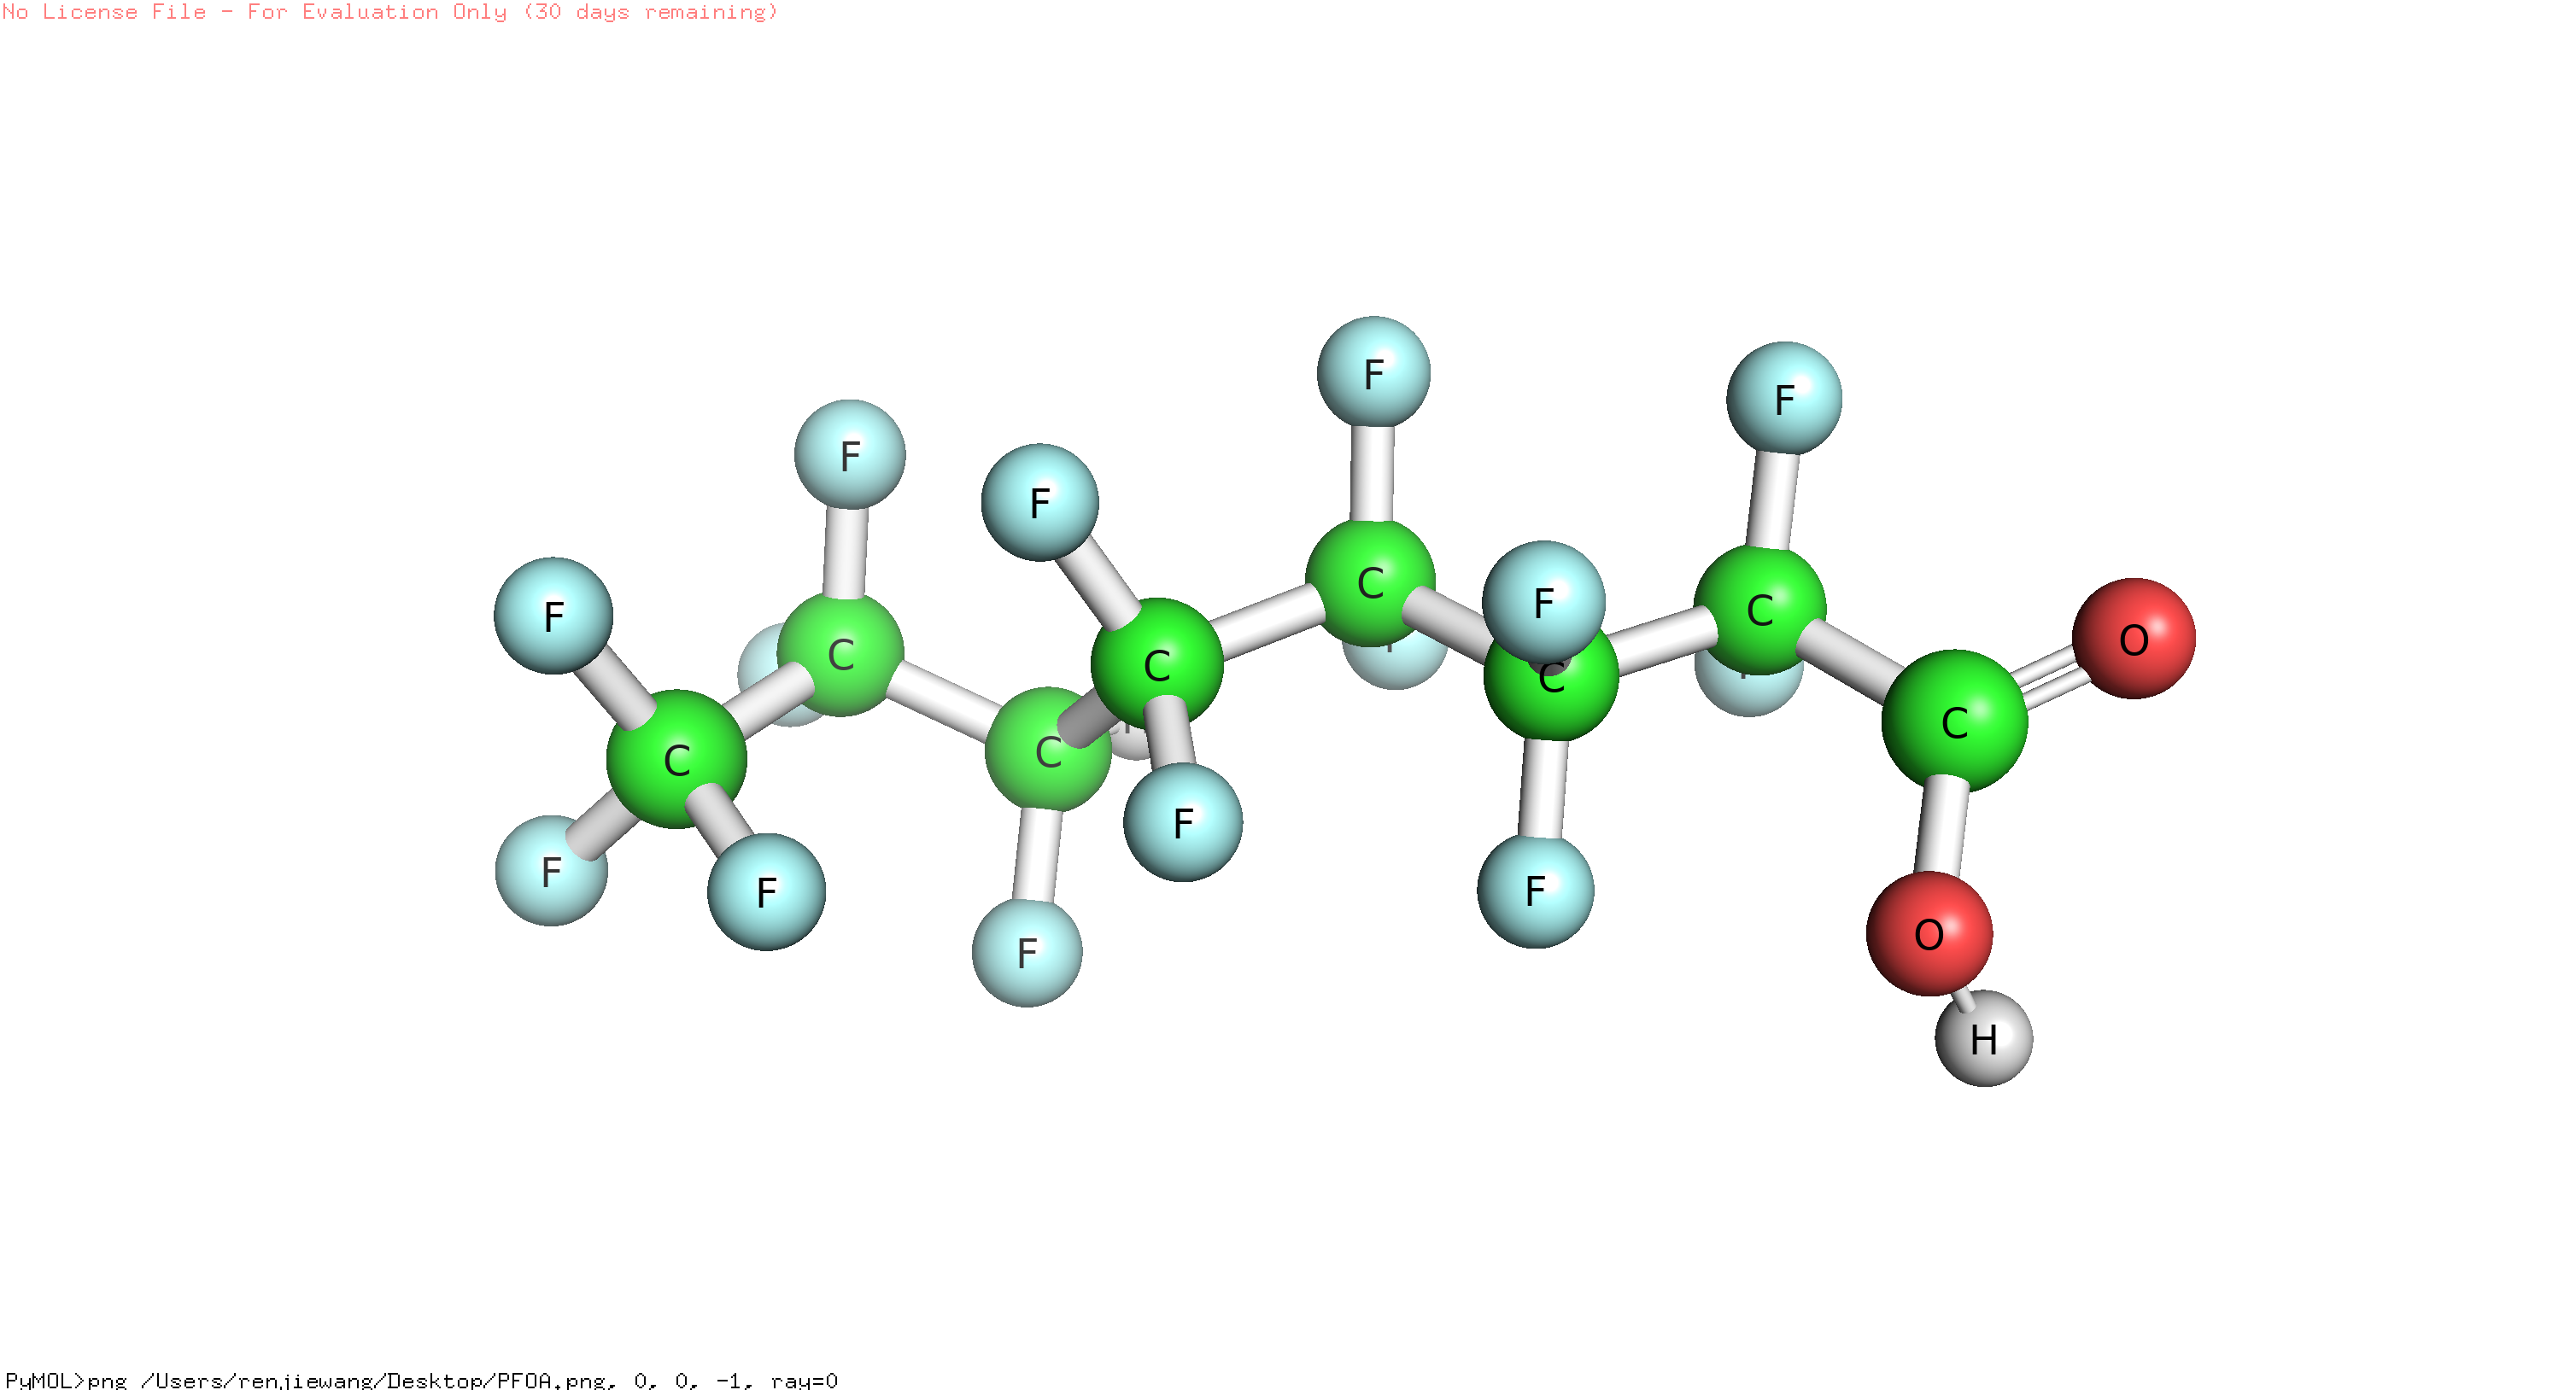 No License File - For Evaluation Only (30 days remaining)
F
F
F
F
F
F
C
C
O
F
C
C
C
C
C
C
F
F
F
F
O
F
H
PyMOL>png /Users/renjiewang/Desktop/PFOA.png, 0, 0, -1, ray=0